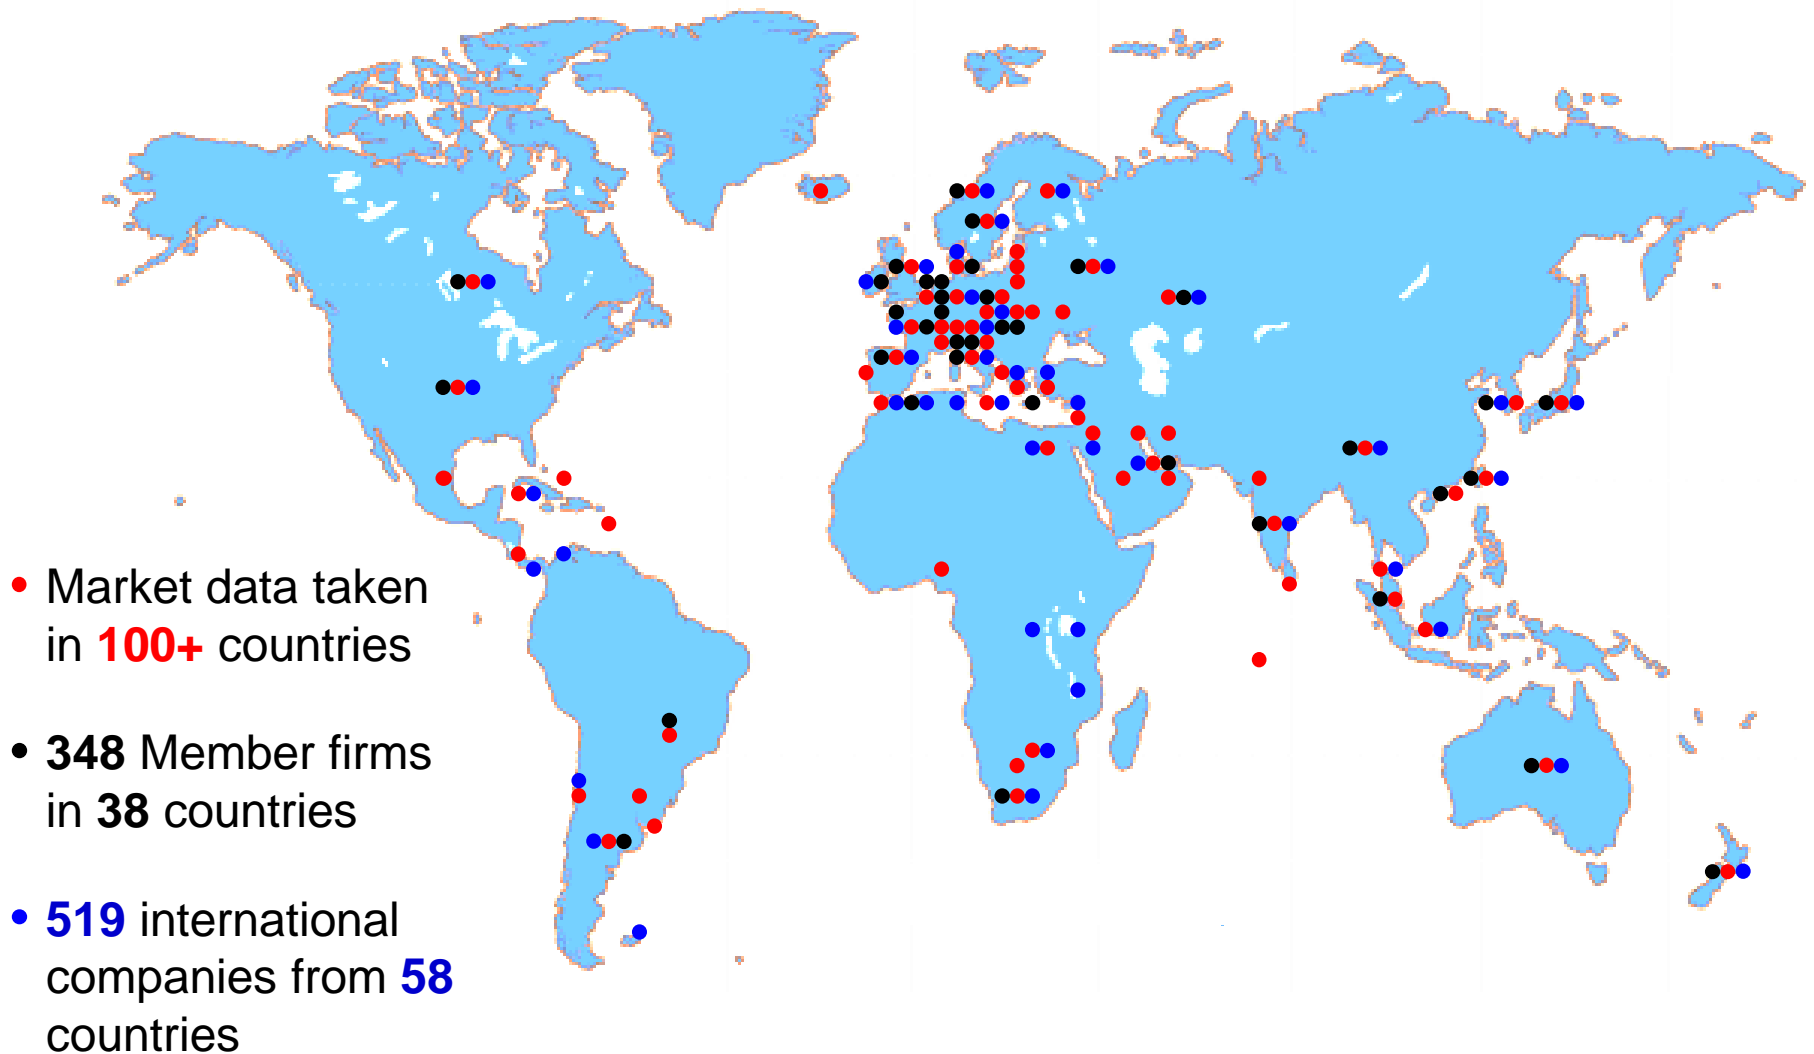 • Market data taken
in 100+ countries
• 348 Member firms
in 38 countries
• 519 international
companies from 58
countries